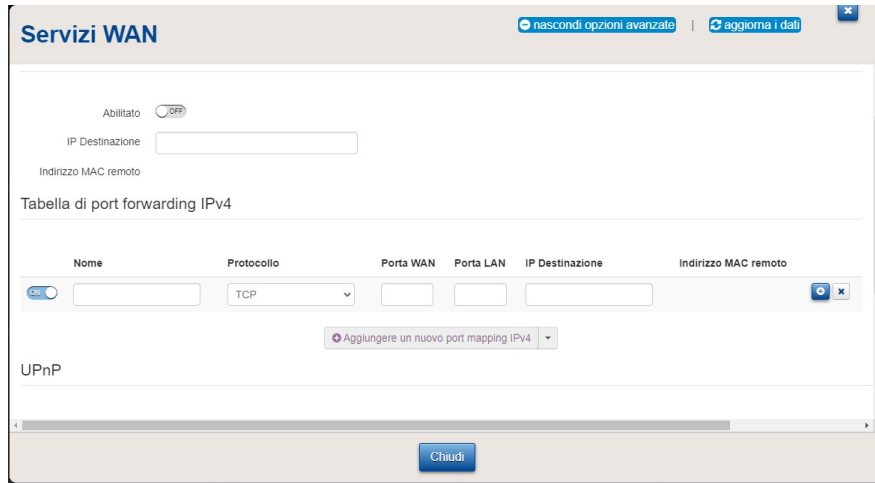 Servizi WAN
nascondi opzioni avanzate | aggiorna i dati
Abilitato OFF
IP Destinazione
Indirizzo MAC remoto
Tabella di port forwarding IPv4
Nome Protocollo Porta WAN Porta LAN IP Destinazione Indirizzo MAC remoto
ON TCP
Aggiungere un nuovo port mapping IPv4
UPnP
Chiudi